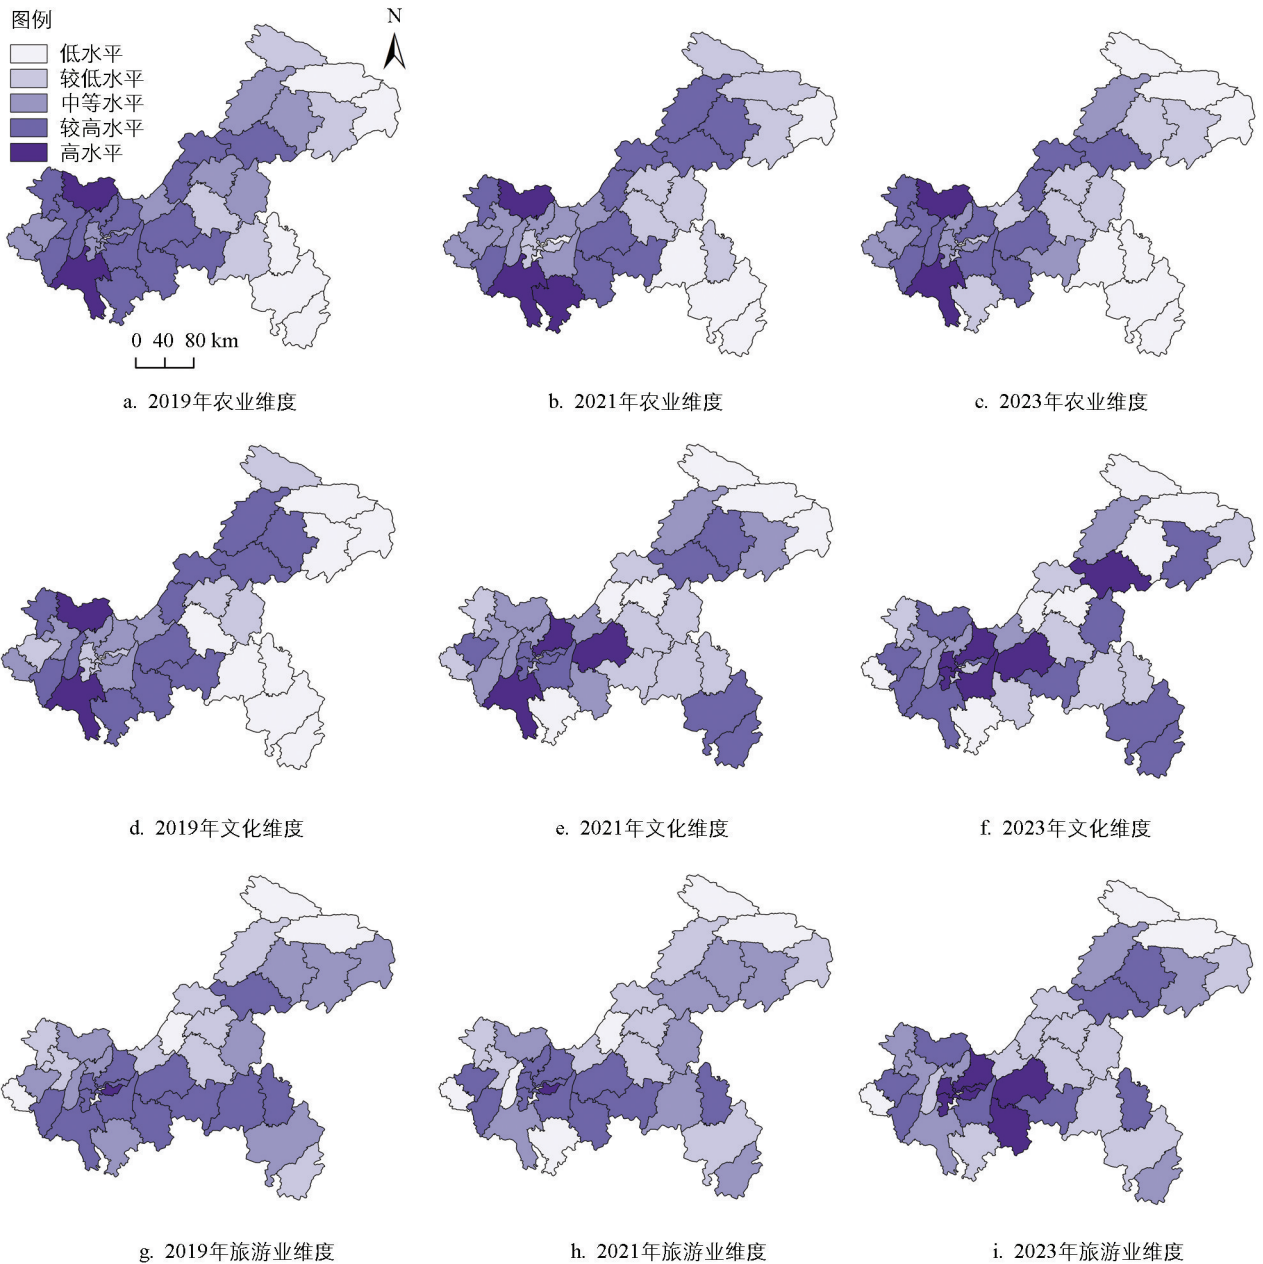 图例
N
低水平
较低水平
中等水平
较高水平
高水平
0 40 80 km
a. 2019年农业维度
b. 2021年农业维度
c. 2023年农业维度
d. 2019年文化维度
e. 2021年文化维度
f. 2023年文化维度
g. 2019年旅游业维度
h. 2021年旅游业维度
i. 2023年旅游业维度